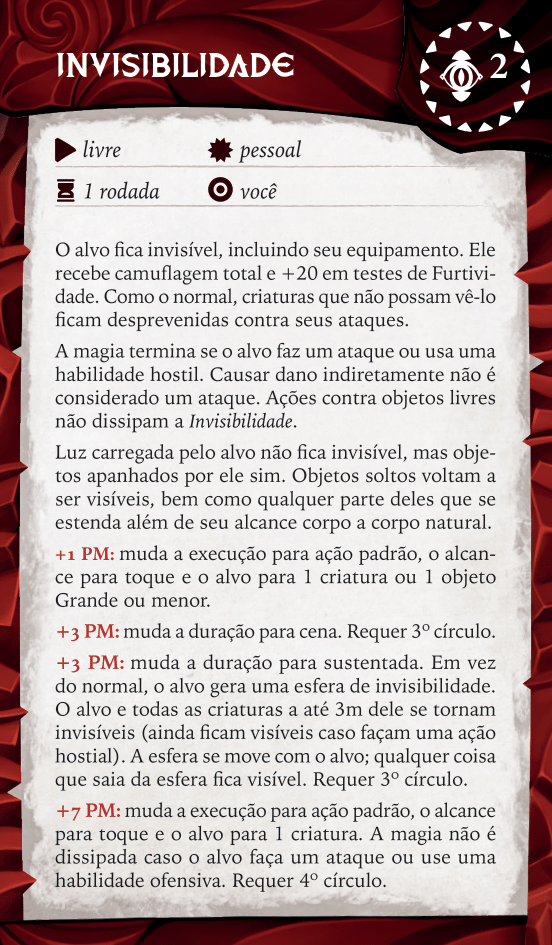 INVISIBILIDADE
2
livre
pessoal
1 rodada
você
O alvo fica invisível, incluindo seu equipamento. Ele
recebe camuflagem total e +20 em testes de Furtivi-
dade. Como o normal, criaturas que não possam vê-lo
ficam desprevenidas contra seus ataques.
A magia termina se o alvo faz um ataque ou usa uma
habilidade hostil. Causar dano indiretamente não é
considerado um ataque. Ações contra objetos livres
não dissipam a Invisibilidade.
Luz carregada pelo alvo não fica invisível, mas obje-
tos apanhados por ele sim. Objetos soltos voltam a
ser visíveis, bem como qualquer parte deles que se
estenda além de seu alcance corpo a corpo natural.
+1 PM: muda a execução para ação padrão, o alcan-
ce para toque e o alvo para 1 criatura ou 1 objeto
Grande ou menor.
+3 PM: muda a duração para cena. Requer 3º círculo.
+3 PM: muda a duração para sustentada. Em vez
do normal, o alvo gera uma esfera de invisibilidade.
O alvo e todas as criaturas a até 3m dele se tornam
invisíveis (ainda ficam visíveis caso façam uma ação
hostial). A esfera se move com o alvo; qualquer coisa
que saia da esfera fica visível. Requer 3º círculo.
+7 PM: muda a execução para ação padrão, o alcance
para toque e o alvo para 1 criatura. A magia não é
dissipada caso o alvo faça um ataque ou use uma
habilidade ofensiva. Requer 4º círculo.